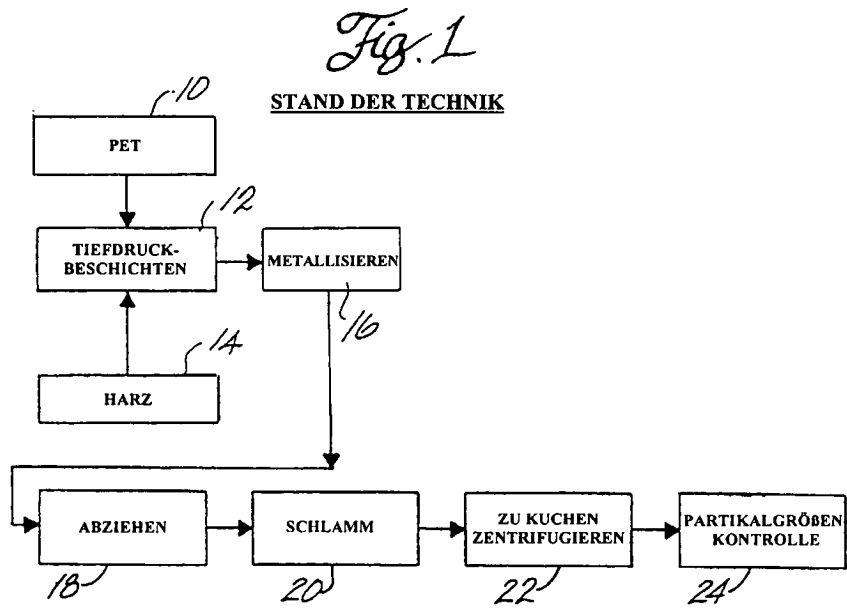 Fig. 1
STAND DER TECHNIK
10
PET
12
TIEFDRUCK-
BESCHICHTEN
METALLISIEREN
16
14
HARZ
ABZIEHEN
SCHLAMM
ZU KUCHEN
ZENTRIFUGIEREN
PARTIKALGRÖßEN
KONTROLLE
18
20
22
24